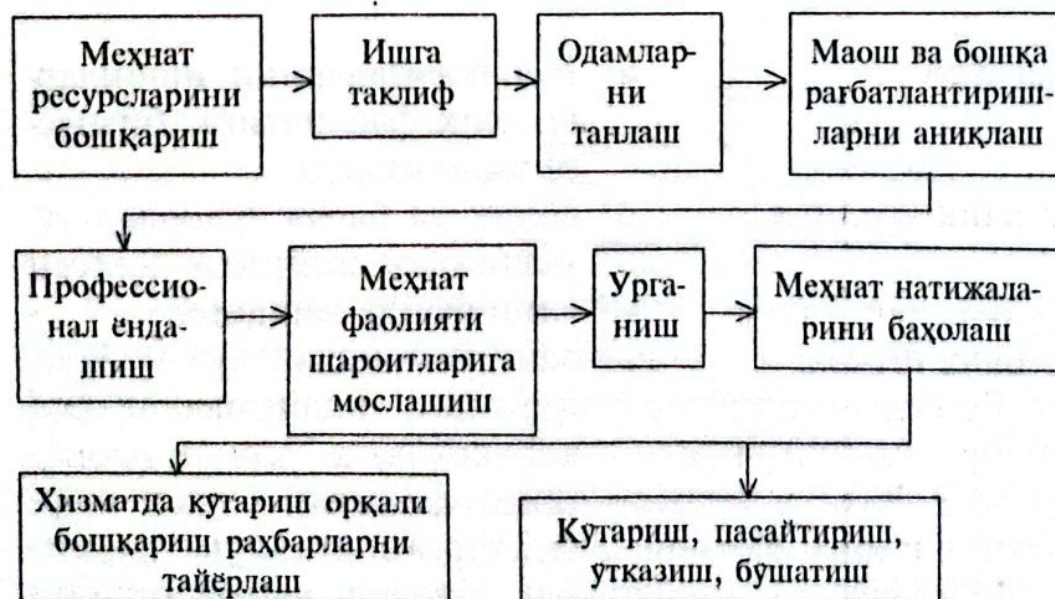 Меҳнат
ресурсларини
бошқариш
Ишга
таклиф
Одамлар-
ни
танлаш
Маош ва бошқа
рағбатлантириш-
ларни аниқлаш
Профессио-
нал ёнда-
шиш
Меҳнат
фаолияти
шароитларига
мослашиш
Ўрга-
ниш
Меҳнат натижала-
рини баҳолаш
Ҳизматда кўтариш орқали
бошқариш раҳбарларни
тайёрлаш
Кўтариш, пасайтириш,
ўтказиш, бўшатиш